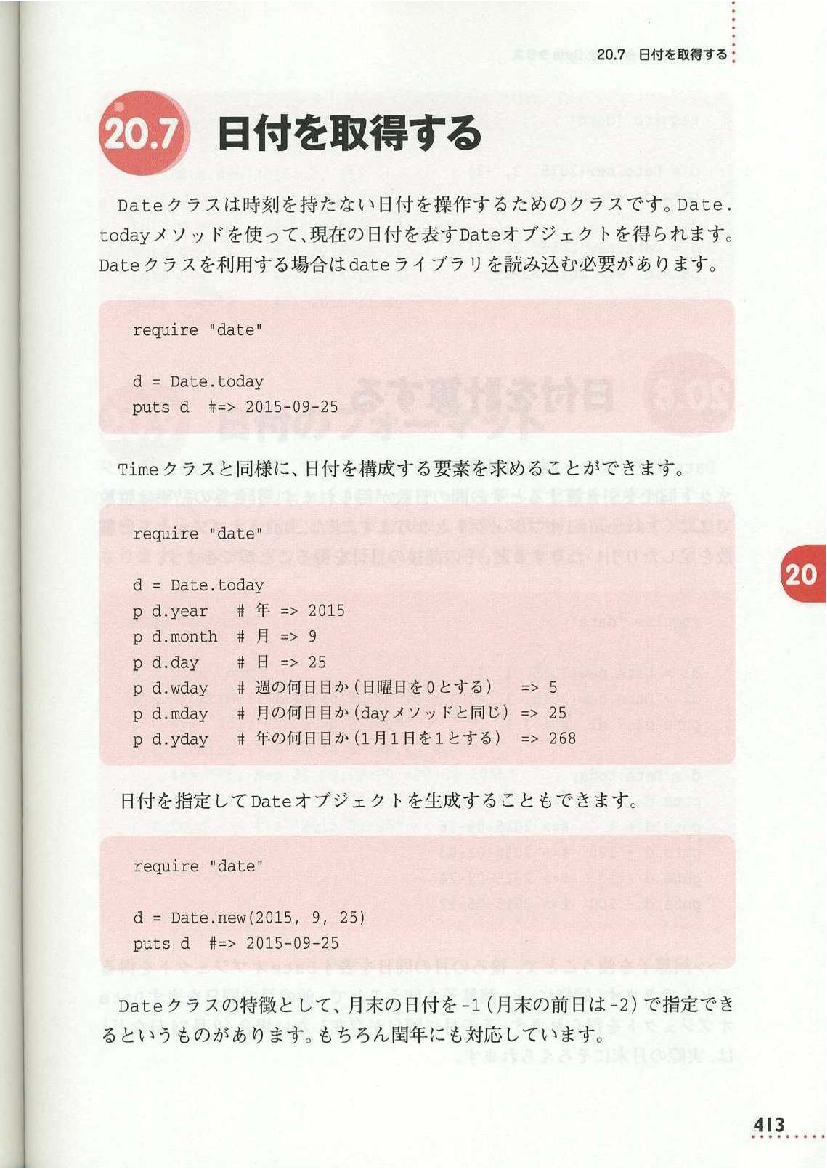 20.7 日付を取得する
20.7 日付を取得する
Dateクラスは時刻を持たない日付を操作するためのクラスです。Date.
todayメソッドを使って、現在の日付を表すDateオブジェクトを得られます。
Dateクラスを利用する場合はdateライブラリを読み込む必要があります。
require "date"
d = Date.today
puts d #=> 2015-09-25
Timeクラスと同様に、日付を構成する要素を求めることができます。
require "date"
d = Date.today
p d.year # 年 => 2015
p d.month # 月 => 9
p d.day # 日 => 25
p d.wday # 週の何日目か(日曜日を0とする) => 5
p d.mday # 月の何日目か(dayメソッドと同じ) => 25
p d.yday # 年の何日目か(1月1日を1とする) => 268
20
日付を指定してDateオブジェクトを生成することもできます。
require "date"
d = Date.new(2015, 9, 25)
puts d #=> 2015-09-25
Dateクラスの特徴として、月末の日付を-1(月末の前日は-2)で指定でき
るというものがあります。もちろん閏年にも対応しています。
413